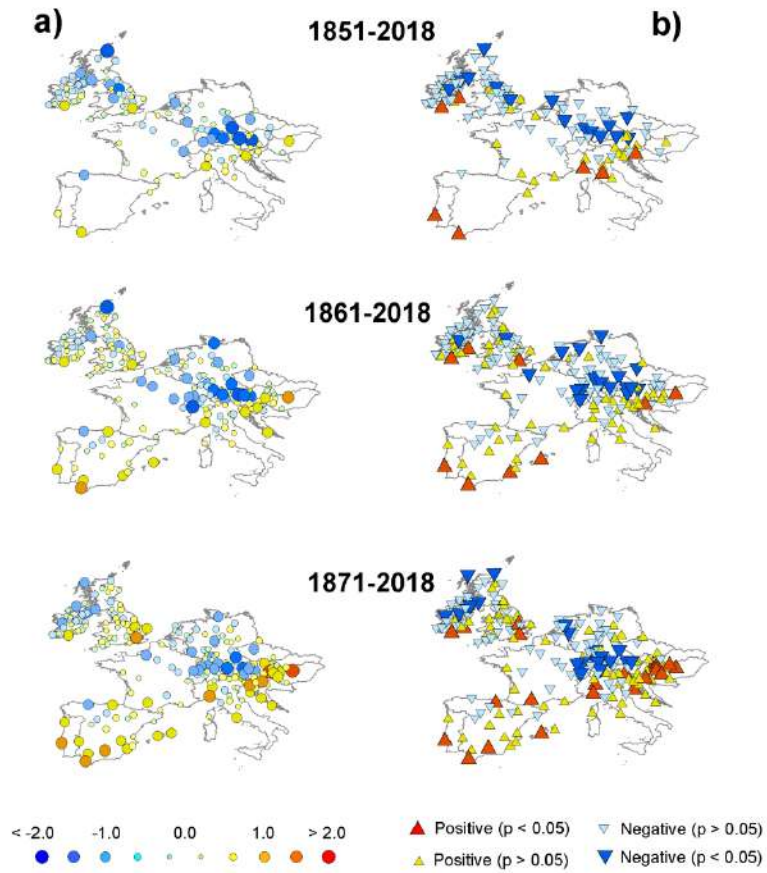 a)
1851-2018
b)
1861-2018
1871-2018
< -2.0 -1.0 0.0 1.0 > 2.0
Positive (p < 0.05) Negative (p > 0.05)
Positive (p > 0.05) Negative (p < 0.05)